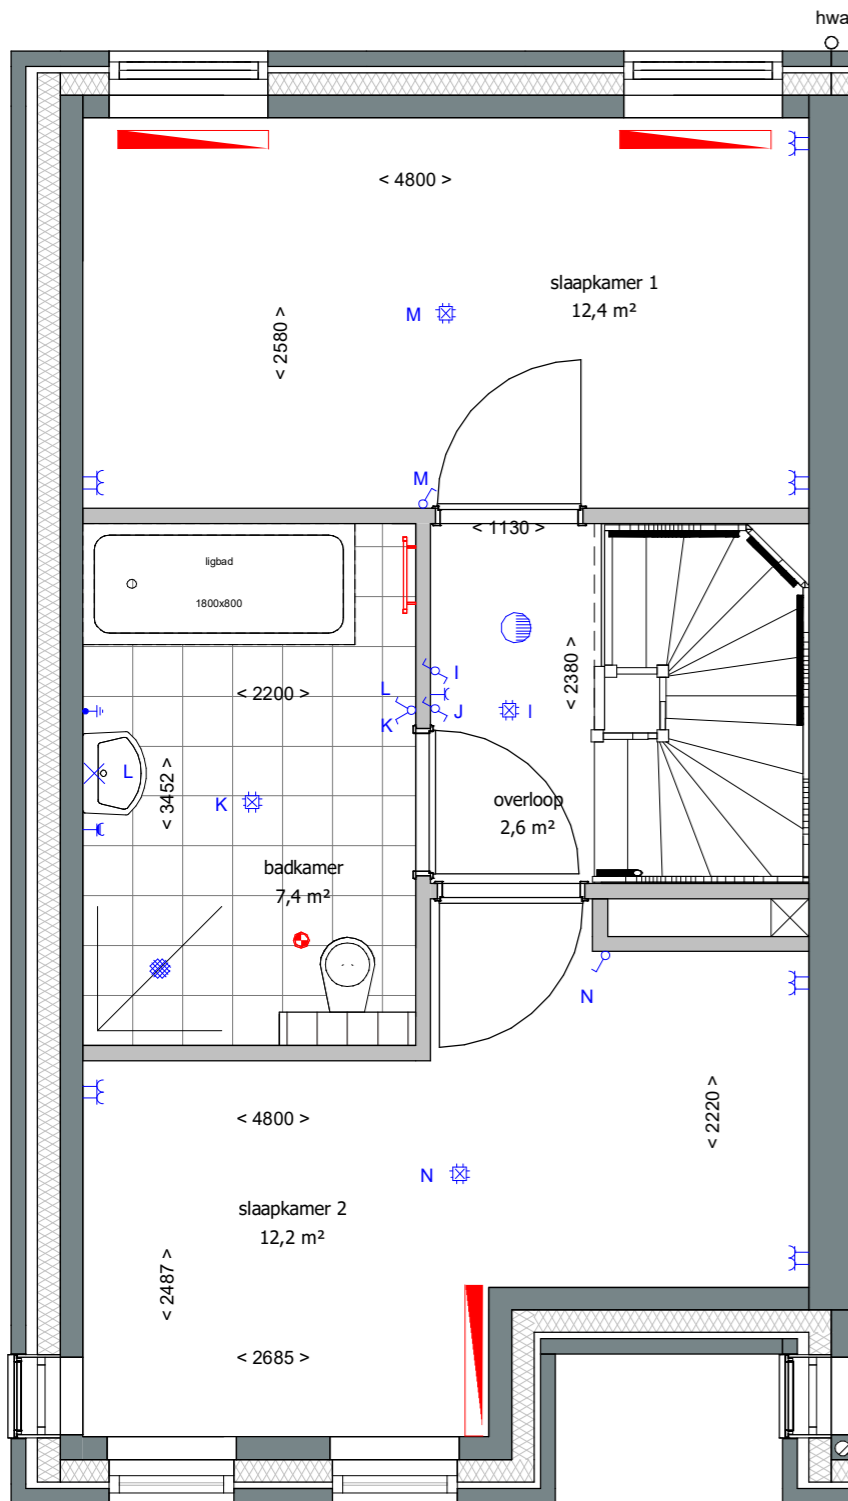 hwa
< 4800 >
slaapkamer 1
12,4 m²
M
< 2580 >
M
< 1130 >
ligbad
1800x800
I
L
< 2200 >
K
J
I
< 2380 >
L
< 3452 >
K
overloop
2,6 m²
badkamer
7,4 m²
N
< 4800 >
< 2220 >
N
slaapkamer 2
12,2 m²
< 2487 >
< 2685 >